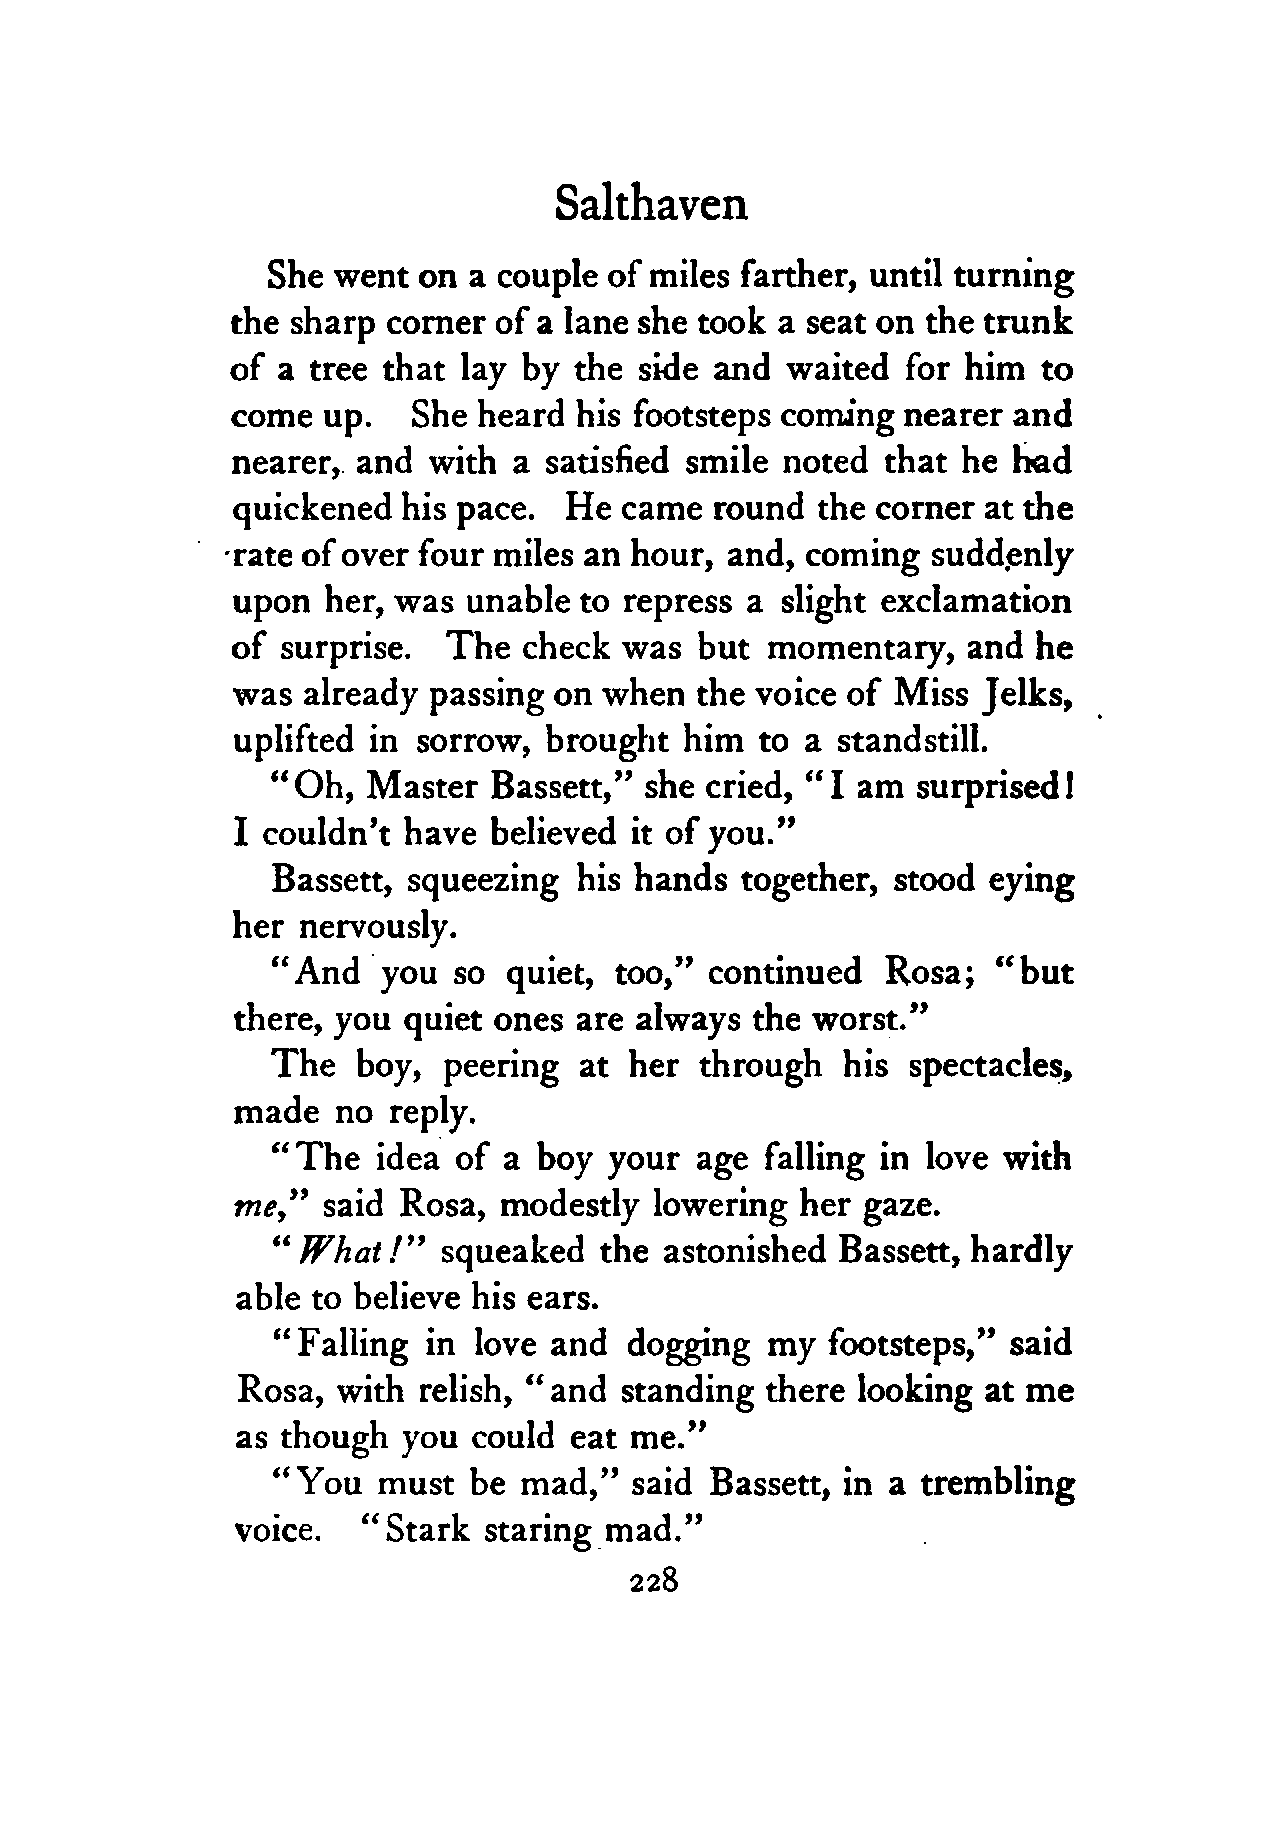 Salthaven
She went on a couple of miles farther, until turning
the sharp corner of a lane she took a seat on the trunk
of a tree that lay by the side and waited for him to
come up. She heard his footsteps coming nearer and
nearer, and with a satisfied smile noted that he had
quickened his pace. He came round the corner at the
rate of over four miles an hour, and, coming suddenly
upon her, was unable to repress a slight exclamation
of surprise. The check was but momentary, and he
was already passing on when the voice of Miss Jelks,
uplifted in sorrow, brought him to a standstill.
"Oh, Master Bassett," she cried, "I am surprised!
I couldn't have believed it of you."
Bassett, squeezing his hands together, stood eying
her nervously.
"And you so quiet, too," continued Rosa; "but
there, you quiet ones are always the worst."
The boy, peering at her through his spectacles,
made no reply.
"The idea of a boy your age falling in love with
me," said Rosa, modestly lowering her gaze.
"What!" squeaked the astonished Bassett, hardly
able to believe his ears.
"Falling in love and dogging my footsteps," said
Rosa, with relish, "and standing there looking at me
as though you could eat me."
"You must be mad," said Bassett, in a trembling
voice. "Stark staring mad."
228